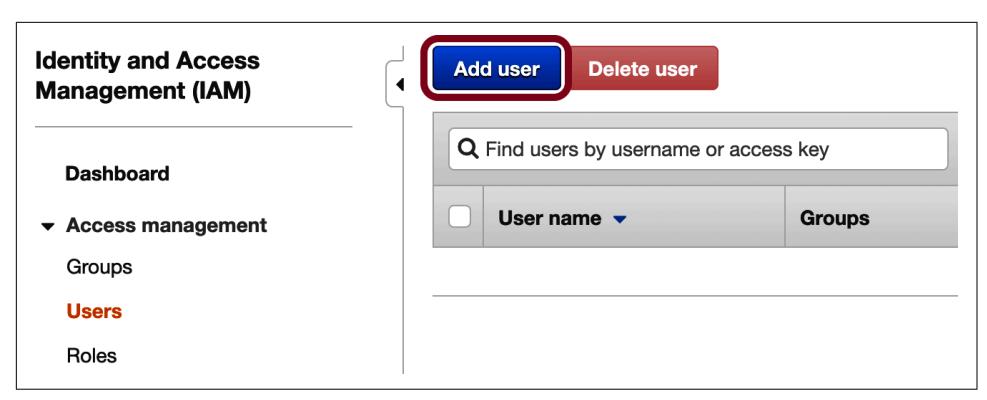 Identity and Access
Management (IAM)
Dashboard
Access management
Groups
Users
Roles
Add user
Delete user
Find users by username or access key
User name
Groups